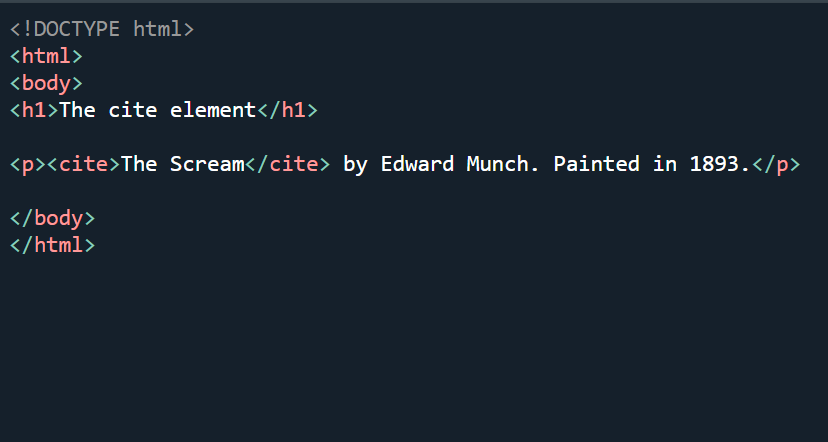 <!DOCTYPE html>
<html>
<body>
<h1>The cite element</h1>
<p><cite>The Scream</cite> by Edward Munch. Painted in 1893.</p>
</body>
</html>